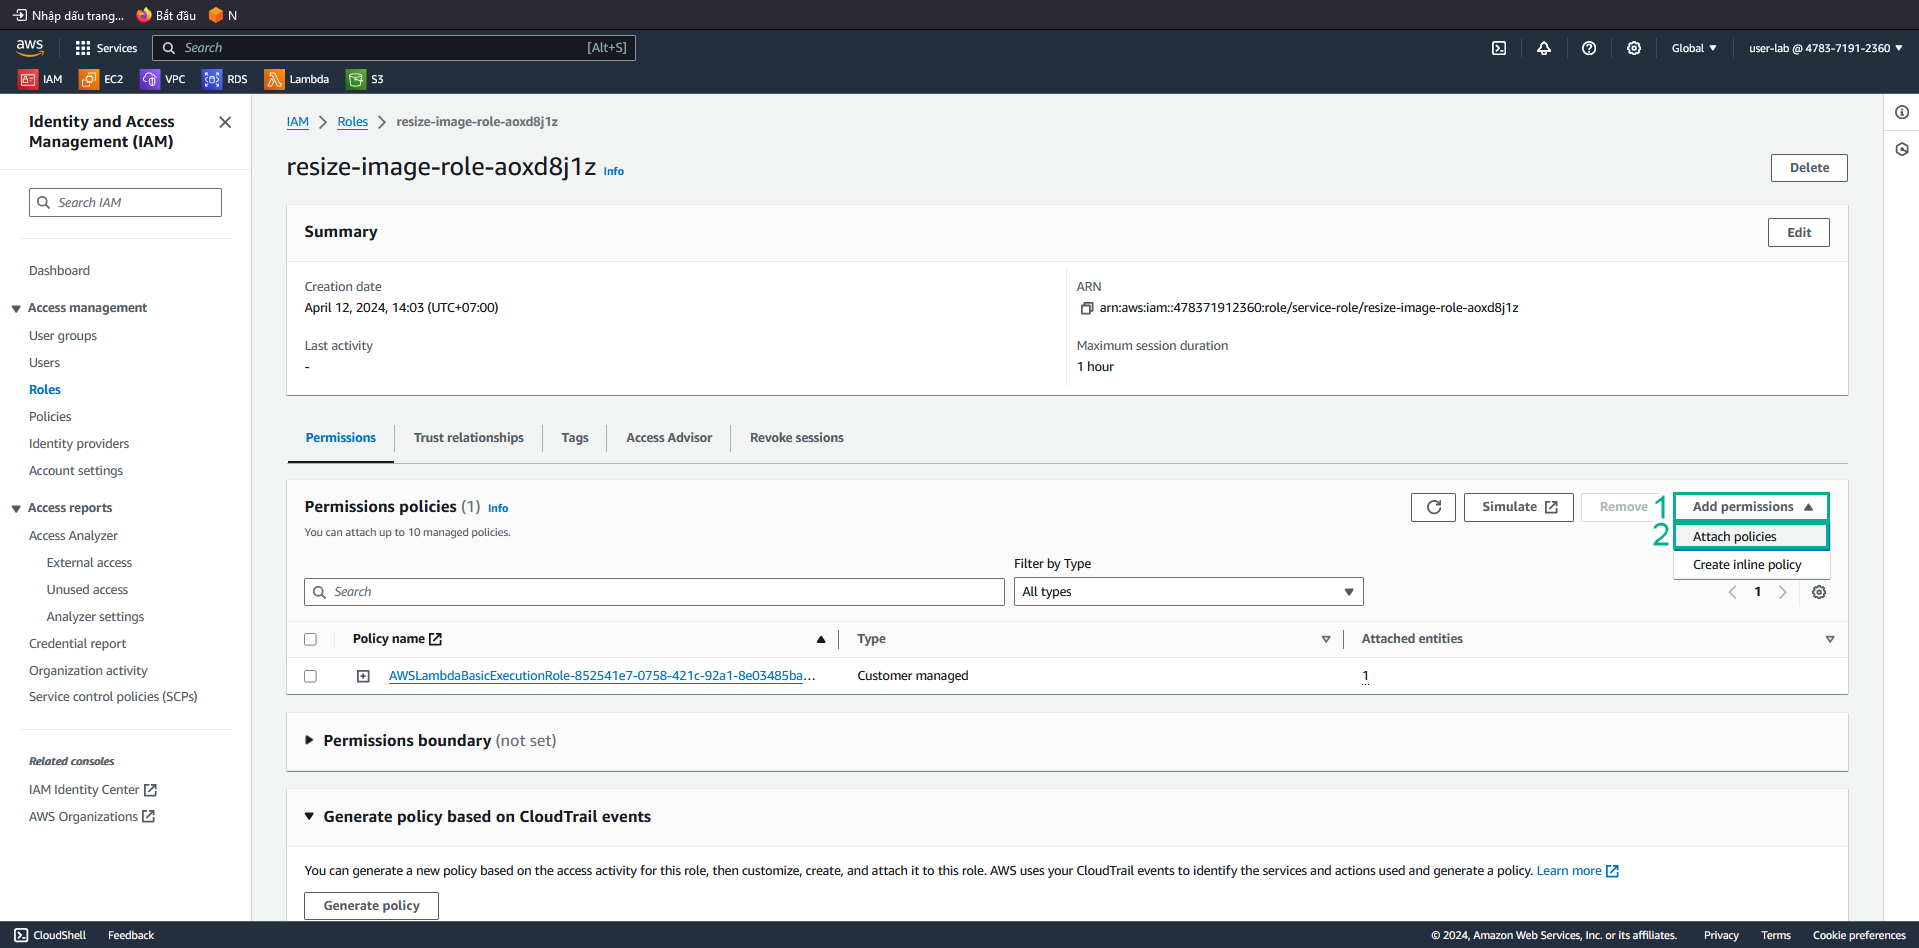 Nhập dấu trang... Bắt đầu N
aws Services Search [Alt+S] Global user-lab @ 4783-7191-2360
IAM EC2 VPC RDS Lambda S3
Identity and Access
Management (IAM)
Search IAM
Dashboard
Access management
User groups
Users
Roles
Policies
Identity providers
Account settings
Access reports
Access Analyzer
External access
Unused access
Analyzer settings
Credential report
Organization activity
Service control policies (SCPs)
Related consoles
IAM Identity Center
AWS Organizations
IAM Roles resize-image-role-aoxd8j1z
resize-image-role-aoxd8j1z Info
Delete
Summary
Edit
Creation date
April 12, 2024, 14:03 (UTC+07:00)
ARN
arn:aws:iam::478371912360:role/service-role/resize-image-role-aoxd8j1z
Last activity
-
Maximum session duration
1 hour
Permissions Trust relationships Tags Access Advisor Revoke sessions
Permissions policies (1) Info
You can attach up to 10 managed policies.
Simulate Remove 1 Add permissions
2 Attach policies
Create inline policy
Filter by Type
Search
All types
1
Policy name Type Attached entities
AWSLambdaBasicExecutionRole-852541e7-0758-421c-92a1-8e03485ba... Customer managed 1
Permissions boundary (not set)
Generate policy based on CloudTrail events
You can generate a new policy based on the access activity for this role, then customize, create, and attach it to this role. AWS uses your CloudTrail events to identify the services and actions used and generate a policy. Learn more
Generate policy
CloudShell Feedback © 2024, Amazon Web Services, Inc. or its affiliates. Privacy Terms Cookie preferences